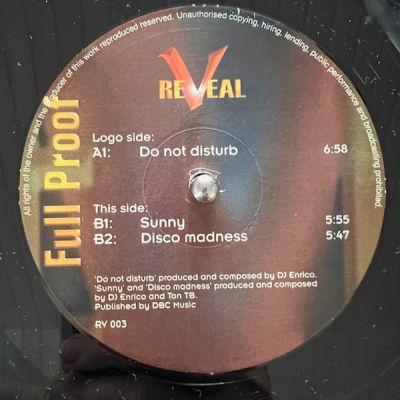 All rights of the owner and the producer of this work reproduced reserved. Unauthorised copying, hiring, lending, public performance and broadcasting prohibited.
REVEAL
Full Proof
Logo side:
A1: Do not disturb 6:58
This side:
B1: Sunny 5:55
B2: Disco madness 5:47
'Do not disturb' produced and composed by DJ Enrico.
'Sunny' and 'Disco madness' produced and composed
by DJ Enrico and Ton TB.
Published by DBC Music
RV 003